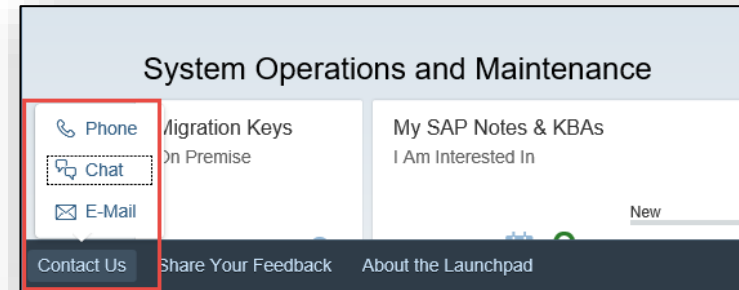 System Operations and Maintenance
Phone
Chat
E-Mail
Migration Keys
On Premise
My SAP Notes & KBAs
I Am Interested In
New
Contact Us
Share Your Feedback
About the Launchpad